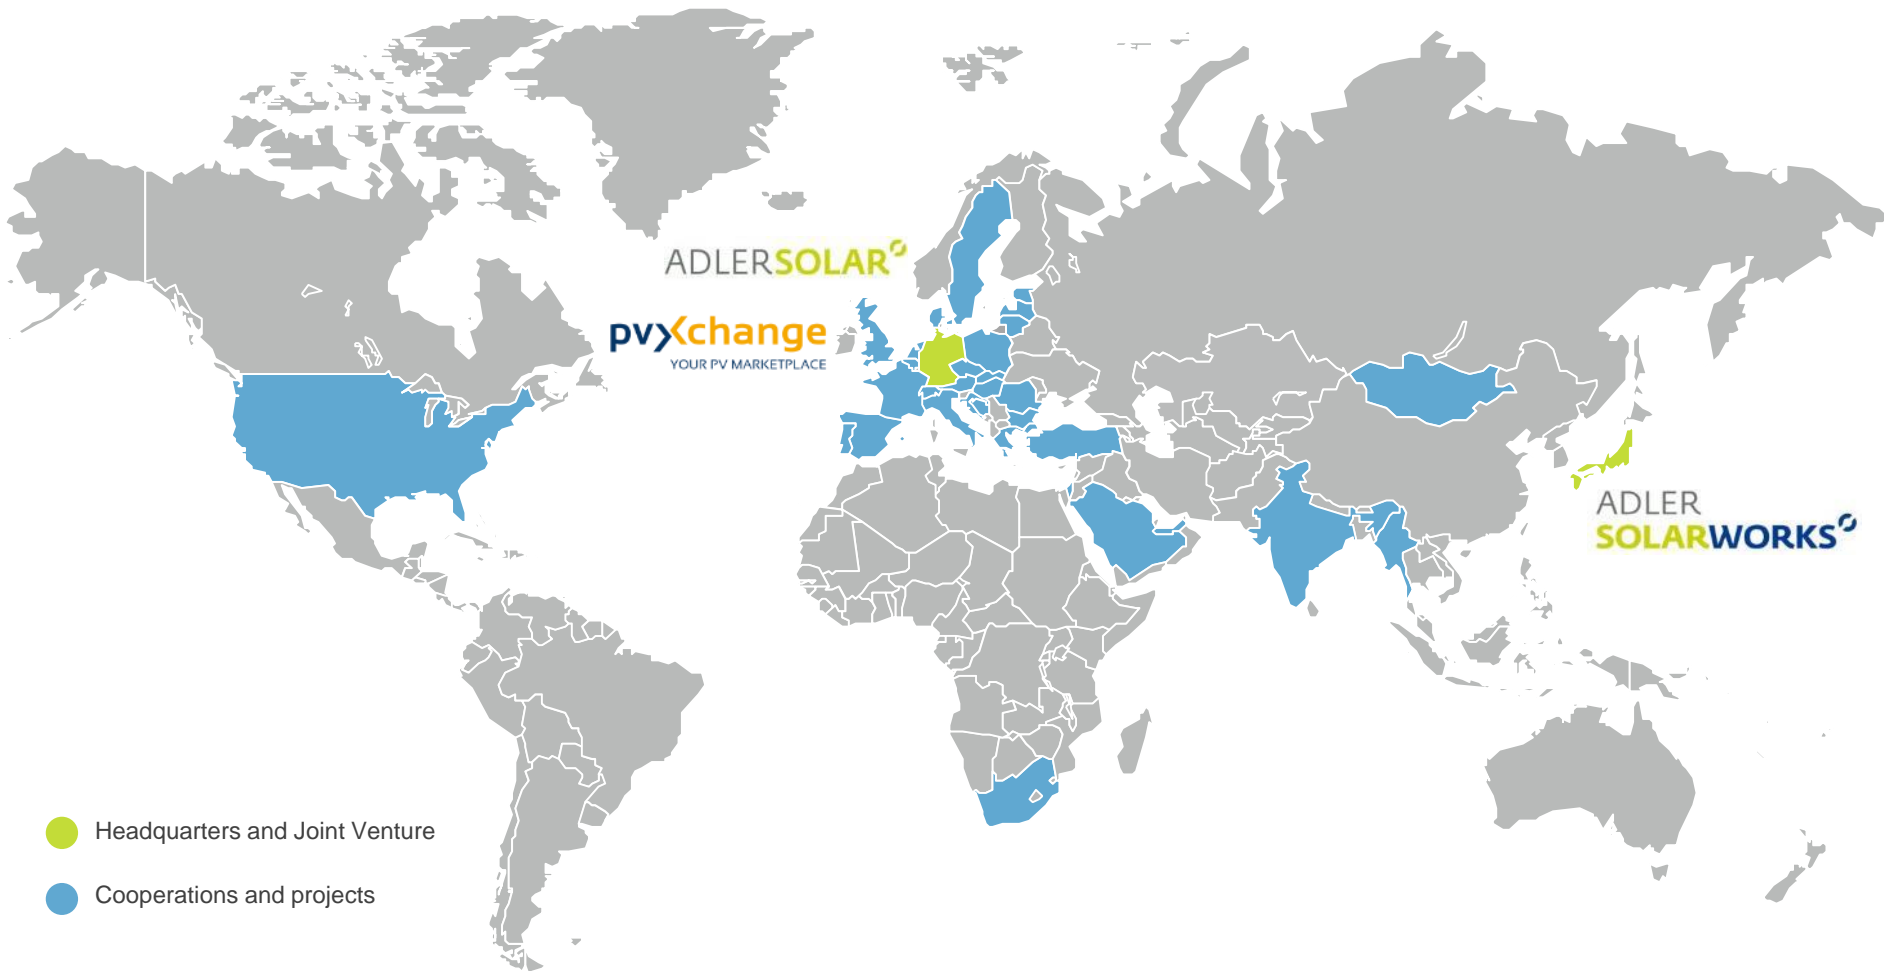 ADLERSOLAR
pvXchange
YOUR PV MARKETPLACE
ADLER
SOLARWORKS
Headquarters and Joint Venture
Cooperations and projects